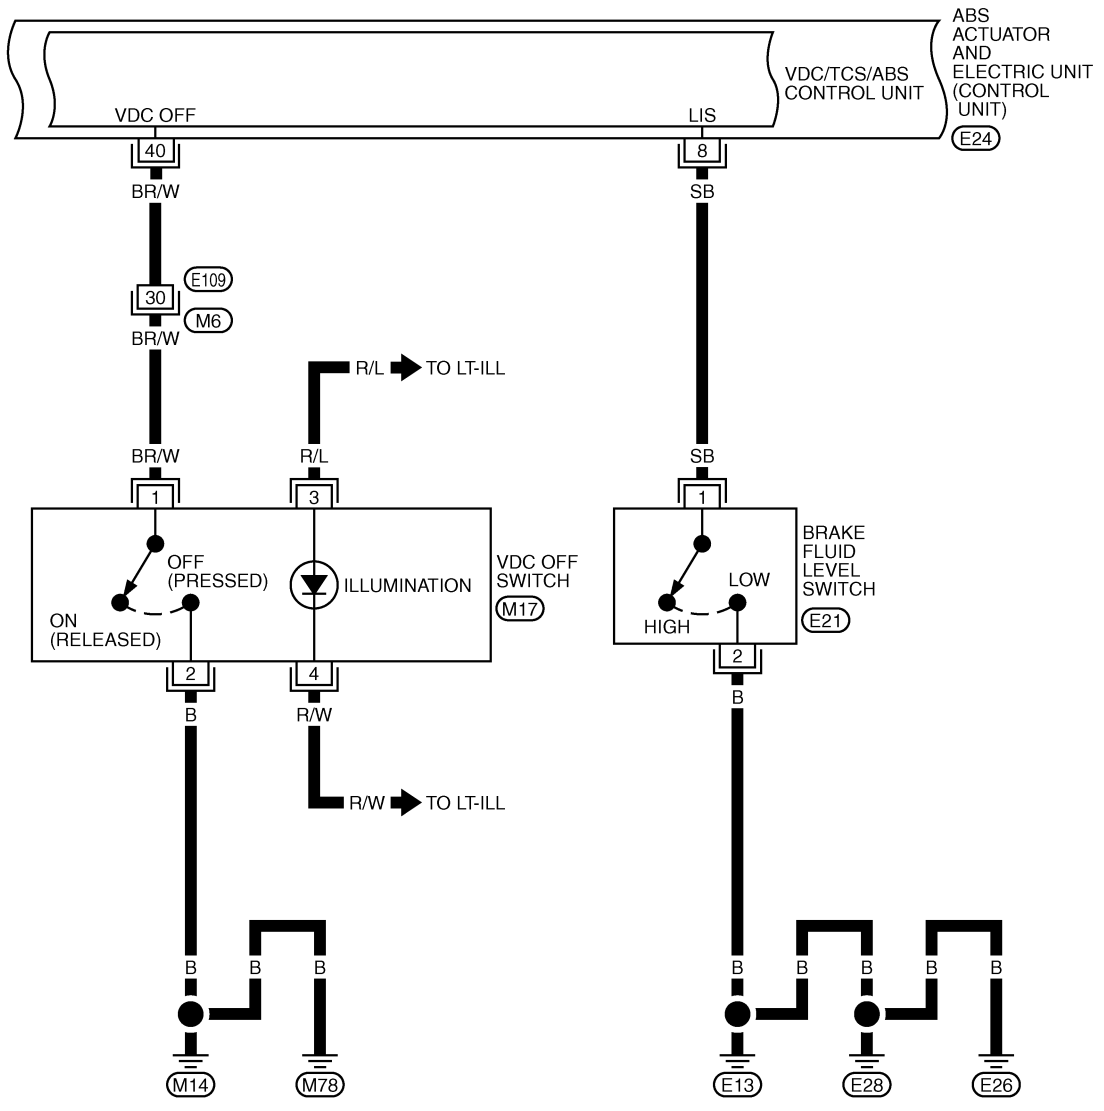 ABS
ACTUATOR
AND
ELECTRIC UNIT
(CONTROL
UNIT)
E24
VDC/TCS/ABS
CONTROL UNIT
VDC OFF
LIS
40
8
BR/W
SB
E109
30
M6
BR/W
R/L
TO LT-ILL
BR/W
R/L
SB
1
3
1
OFF
(PRESSED)
ON
(RELEASED)
ILLUMINATION
VDC OFF
SWITCH
M17
LOW
HIGH
BRAKE
FLUID
LEVEL
SWITCH
E21
2
4
2
B
R/W
B
R/W
TO LT-ILL
B
B
B
B
B
B
B
B
M14
M78
E13
E28
E26